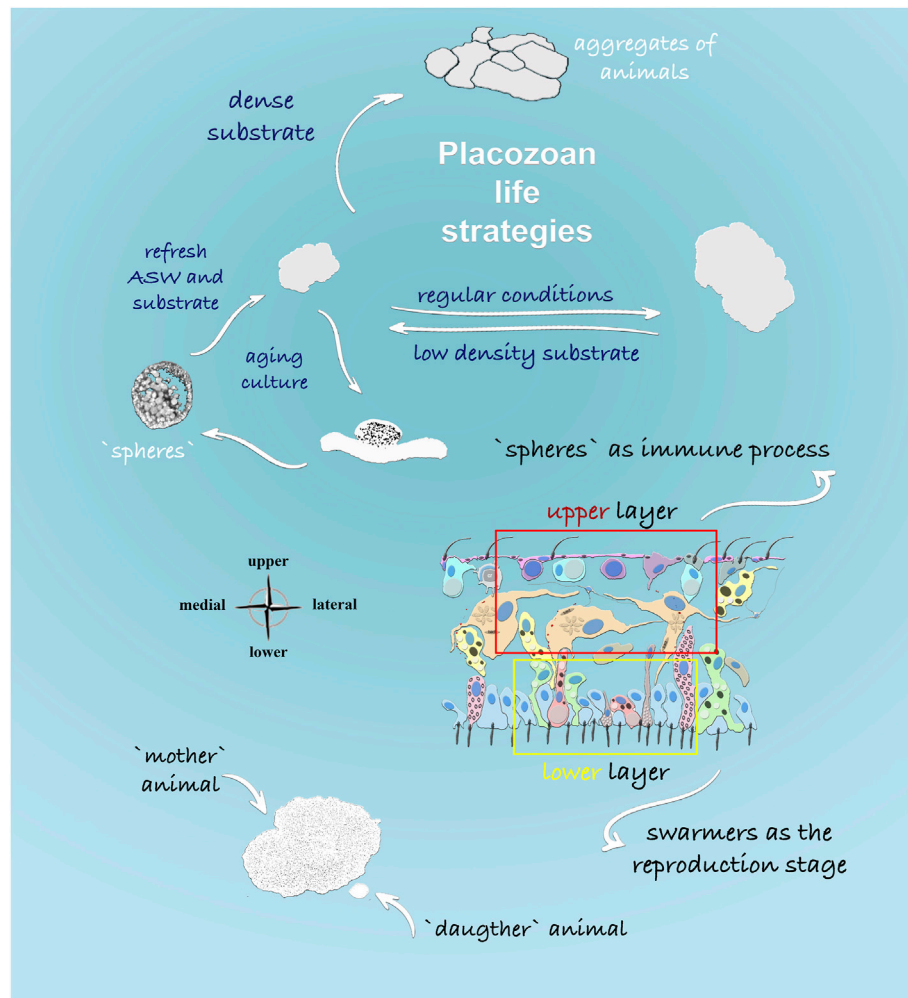 aggregates of
animals
dense
substrate
Placozoan
life
strategies
refresh
ASW and
substrate
regular conditions
low density substrate
aging
culture
`spheres`
`spheres` as immune process
upper layer
upper
medial
lateral
lower
lower layer
`mother`
animal
swarmers as the
reproduction stage
`daugther` animal